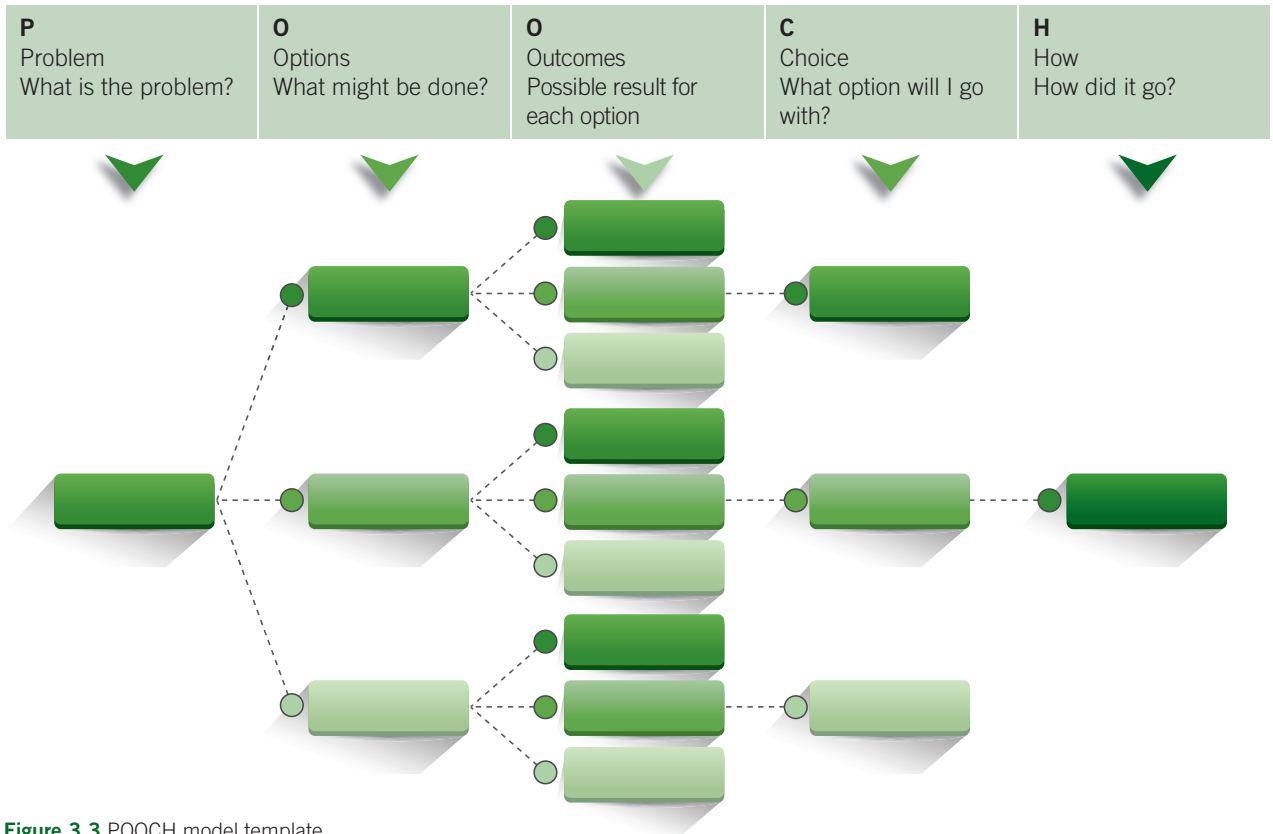 P
Problem
What is the problem?
O
Options
What might be done?
O
Outcomes
Possible result for
each option
C
Choice
What option will I go
with?
H
How
How did it go?
Figure 3.3 POOCH model template